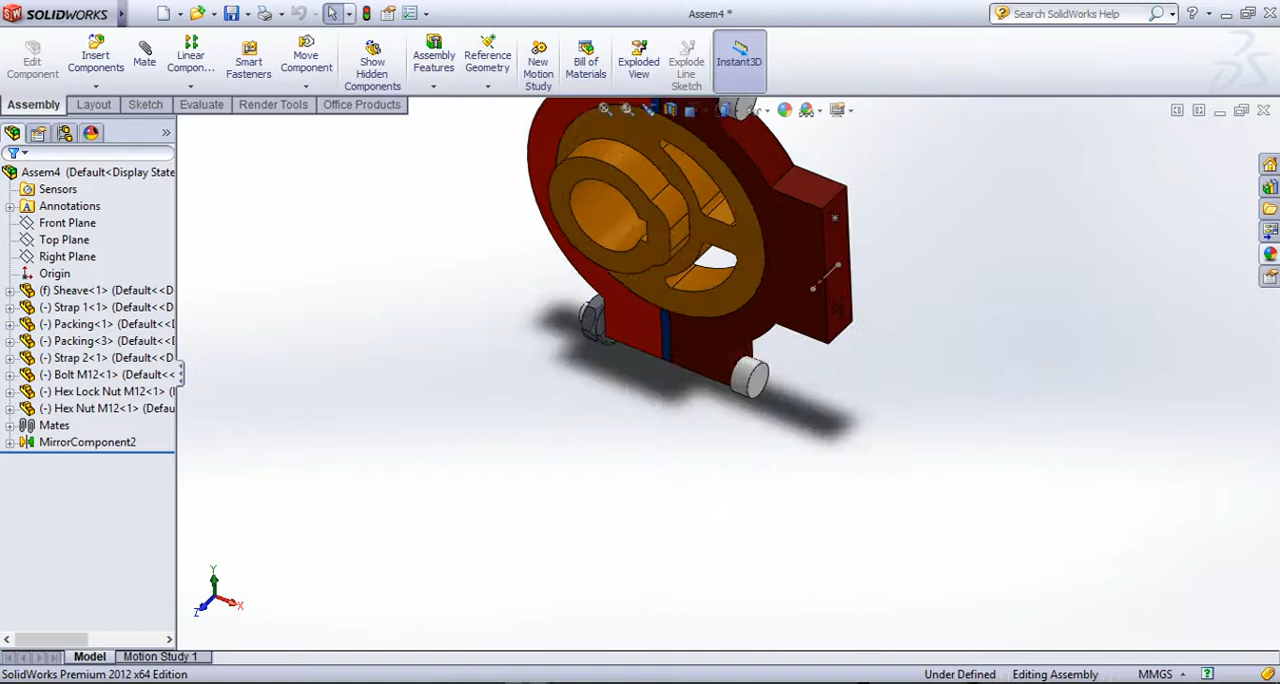 SOLIDWORKS
Assem4 *
SolidWorks Help
Edit Component
Insert Components
Mate
Linear Compon...
Smart Fasteners
Move Component
Show Hidden Components
Assembly Features
Reference Geometry
New Motion Study
Bill of Materials
Exploded View
Explode Line Sketch
Instant3D
Assembly
Layout
Sketch
Evaluate
Render Tools
Office Products
Assem4 (Default<Display State
Sensors
Annotations
Front Plane
Top Plane
Right Plane
Origin
(f) Sheave<1> (Default<<D
(-) Strap 1<1> (Default<<D
(-) Packing<1> (Default<<D
(-) Packing<3> (Default<<D
(-) Strap 2<1> (Default<<D
(-) Bolt M12<1> (Default<<
(-) Hex Lock Nut M12<1> (
(-) Hex Nut M12<1> (Defau
Mates
MirrorComponent2
Y
X
Z
Model
Motion Study 1
SolidWorks Premium 2012 x64 Edition
Under Defined
Editing Assembly
MMGS